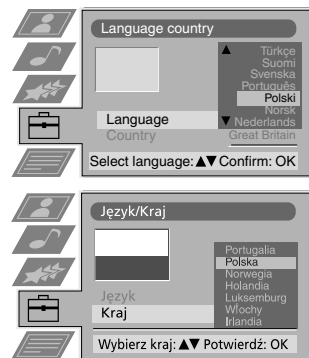 Language country
▲ Türkçe
Suomi
Svenska
Português
Polski
Norsk
▼ Nederlands
Language
Country
Great Britain
Select language: ▲▼ Confirm: OK
Język/Kraj
Portugalia
Polska
Norwegia
Holandia
Luksemburg
Włochy
Irlandia
Język
Kraj
Wybierz kraj: ▲▼ Potwierdź: OK